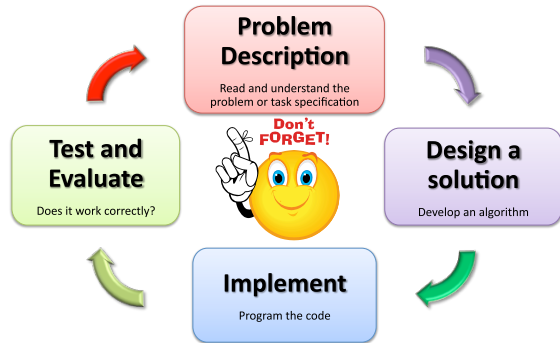 Problem
Description
Read and understand the
problem or task specification
Don't
FORGET!
Test and
Evaluate
Does it work correctly?
Design a
solution
Develop an algorithm
Implement
Program the code